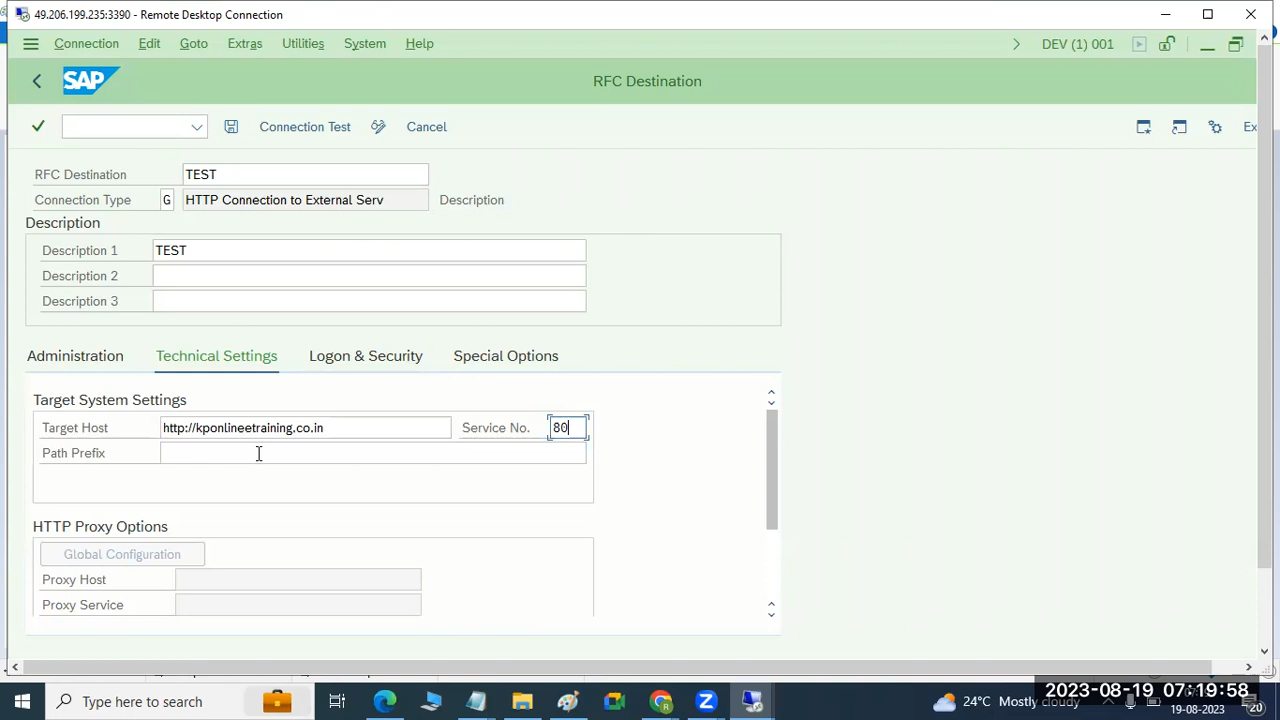 49.206.199.235:3390 - Remote Desktop Connection
Connection Edit Goto Extras Utilities System Help DEV (1) 001
SAP RFC Destination
Connection Test Cancel Ex
RFC Destination TEST
Connection Type G HTTP Connection to External Serv Description
Description
Description 1 TEST
Description 2
Description 3
Administration Technical Settings Logon & Security Special Options
Target System Settings
Target Host http://kponlineetraining.co.in Service No. 80
Path Prefix
HTTP Proxy Options
Global Configuration
Proxy Host
Proxy Service
Type here to search 24°C Mostly cloudy 2023-08-19 07:19:58
19-08-2023 20